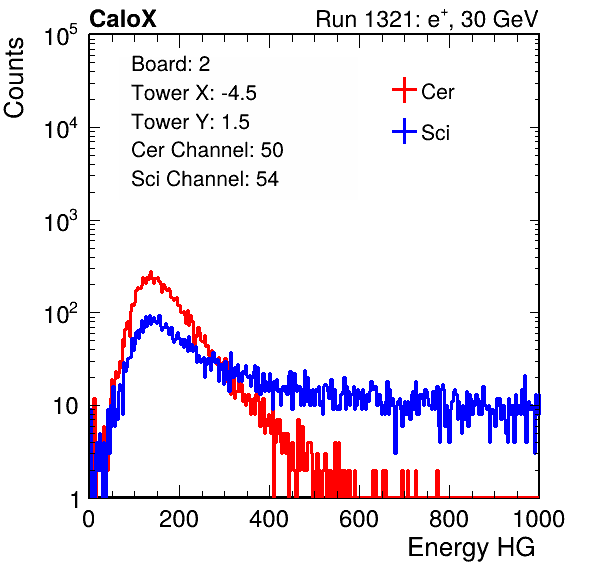 CaloX Run 1321: e⁺, 30 GeV
Counts
10⁵
10⁴
10³
10²
10
1
Board: 2
Tower X: -4.5
Tower Y: 1.5
Cer Channel: 50
Sci Channel: 54
Cer
Sci
0 200 400 600 800 1000
Energy HG